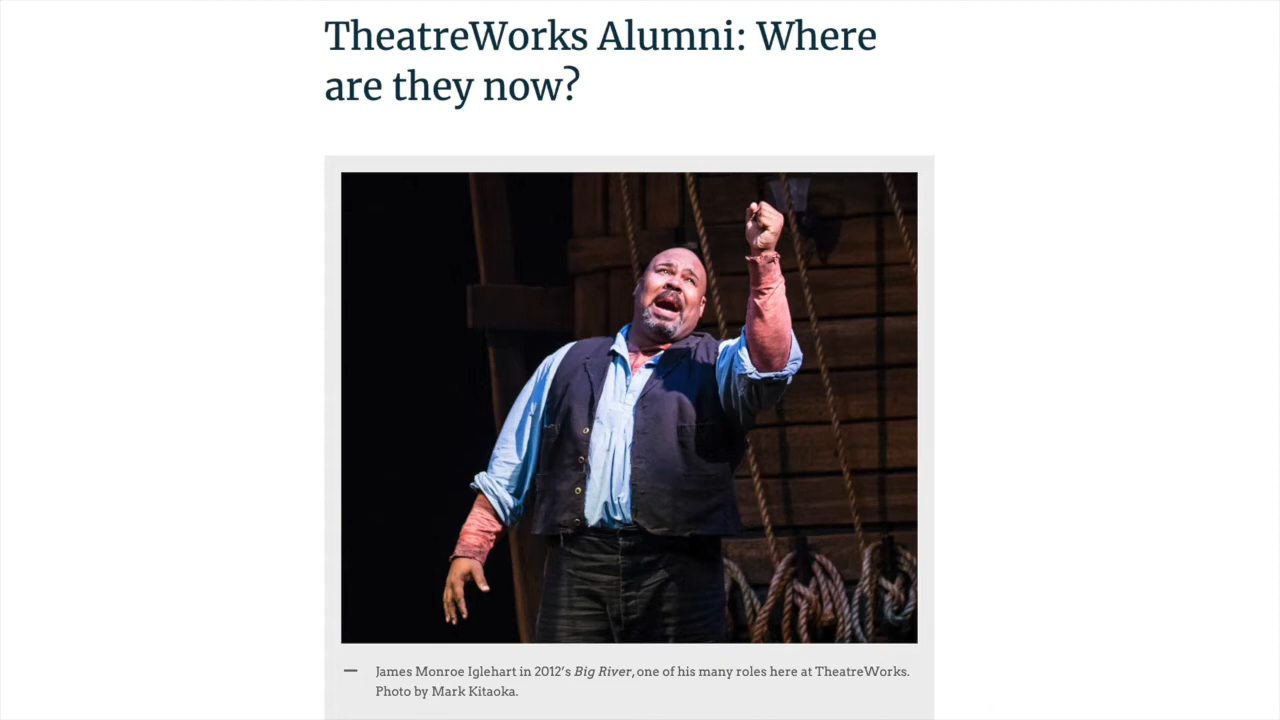 TheatreWorks Alumni: Where
are they now?
James Monroe Iglehart in 2012's Big River, one of his many roles here at TheatreWorks.
Photo by Mark Kitaoka.